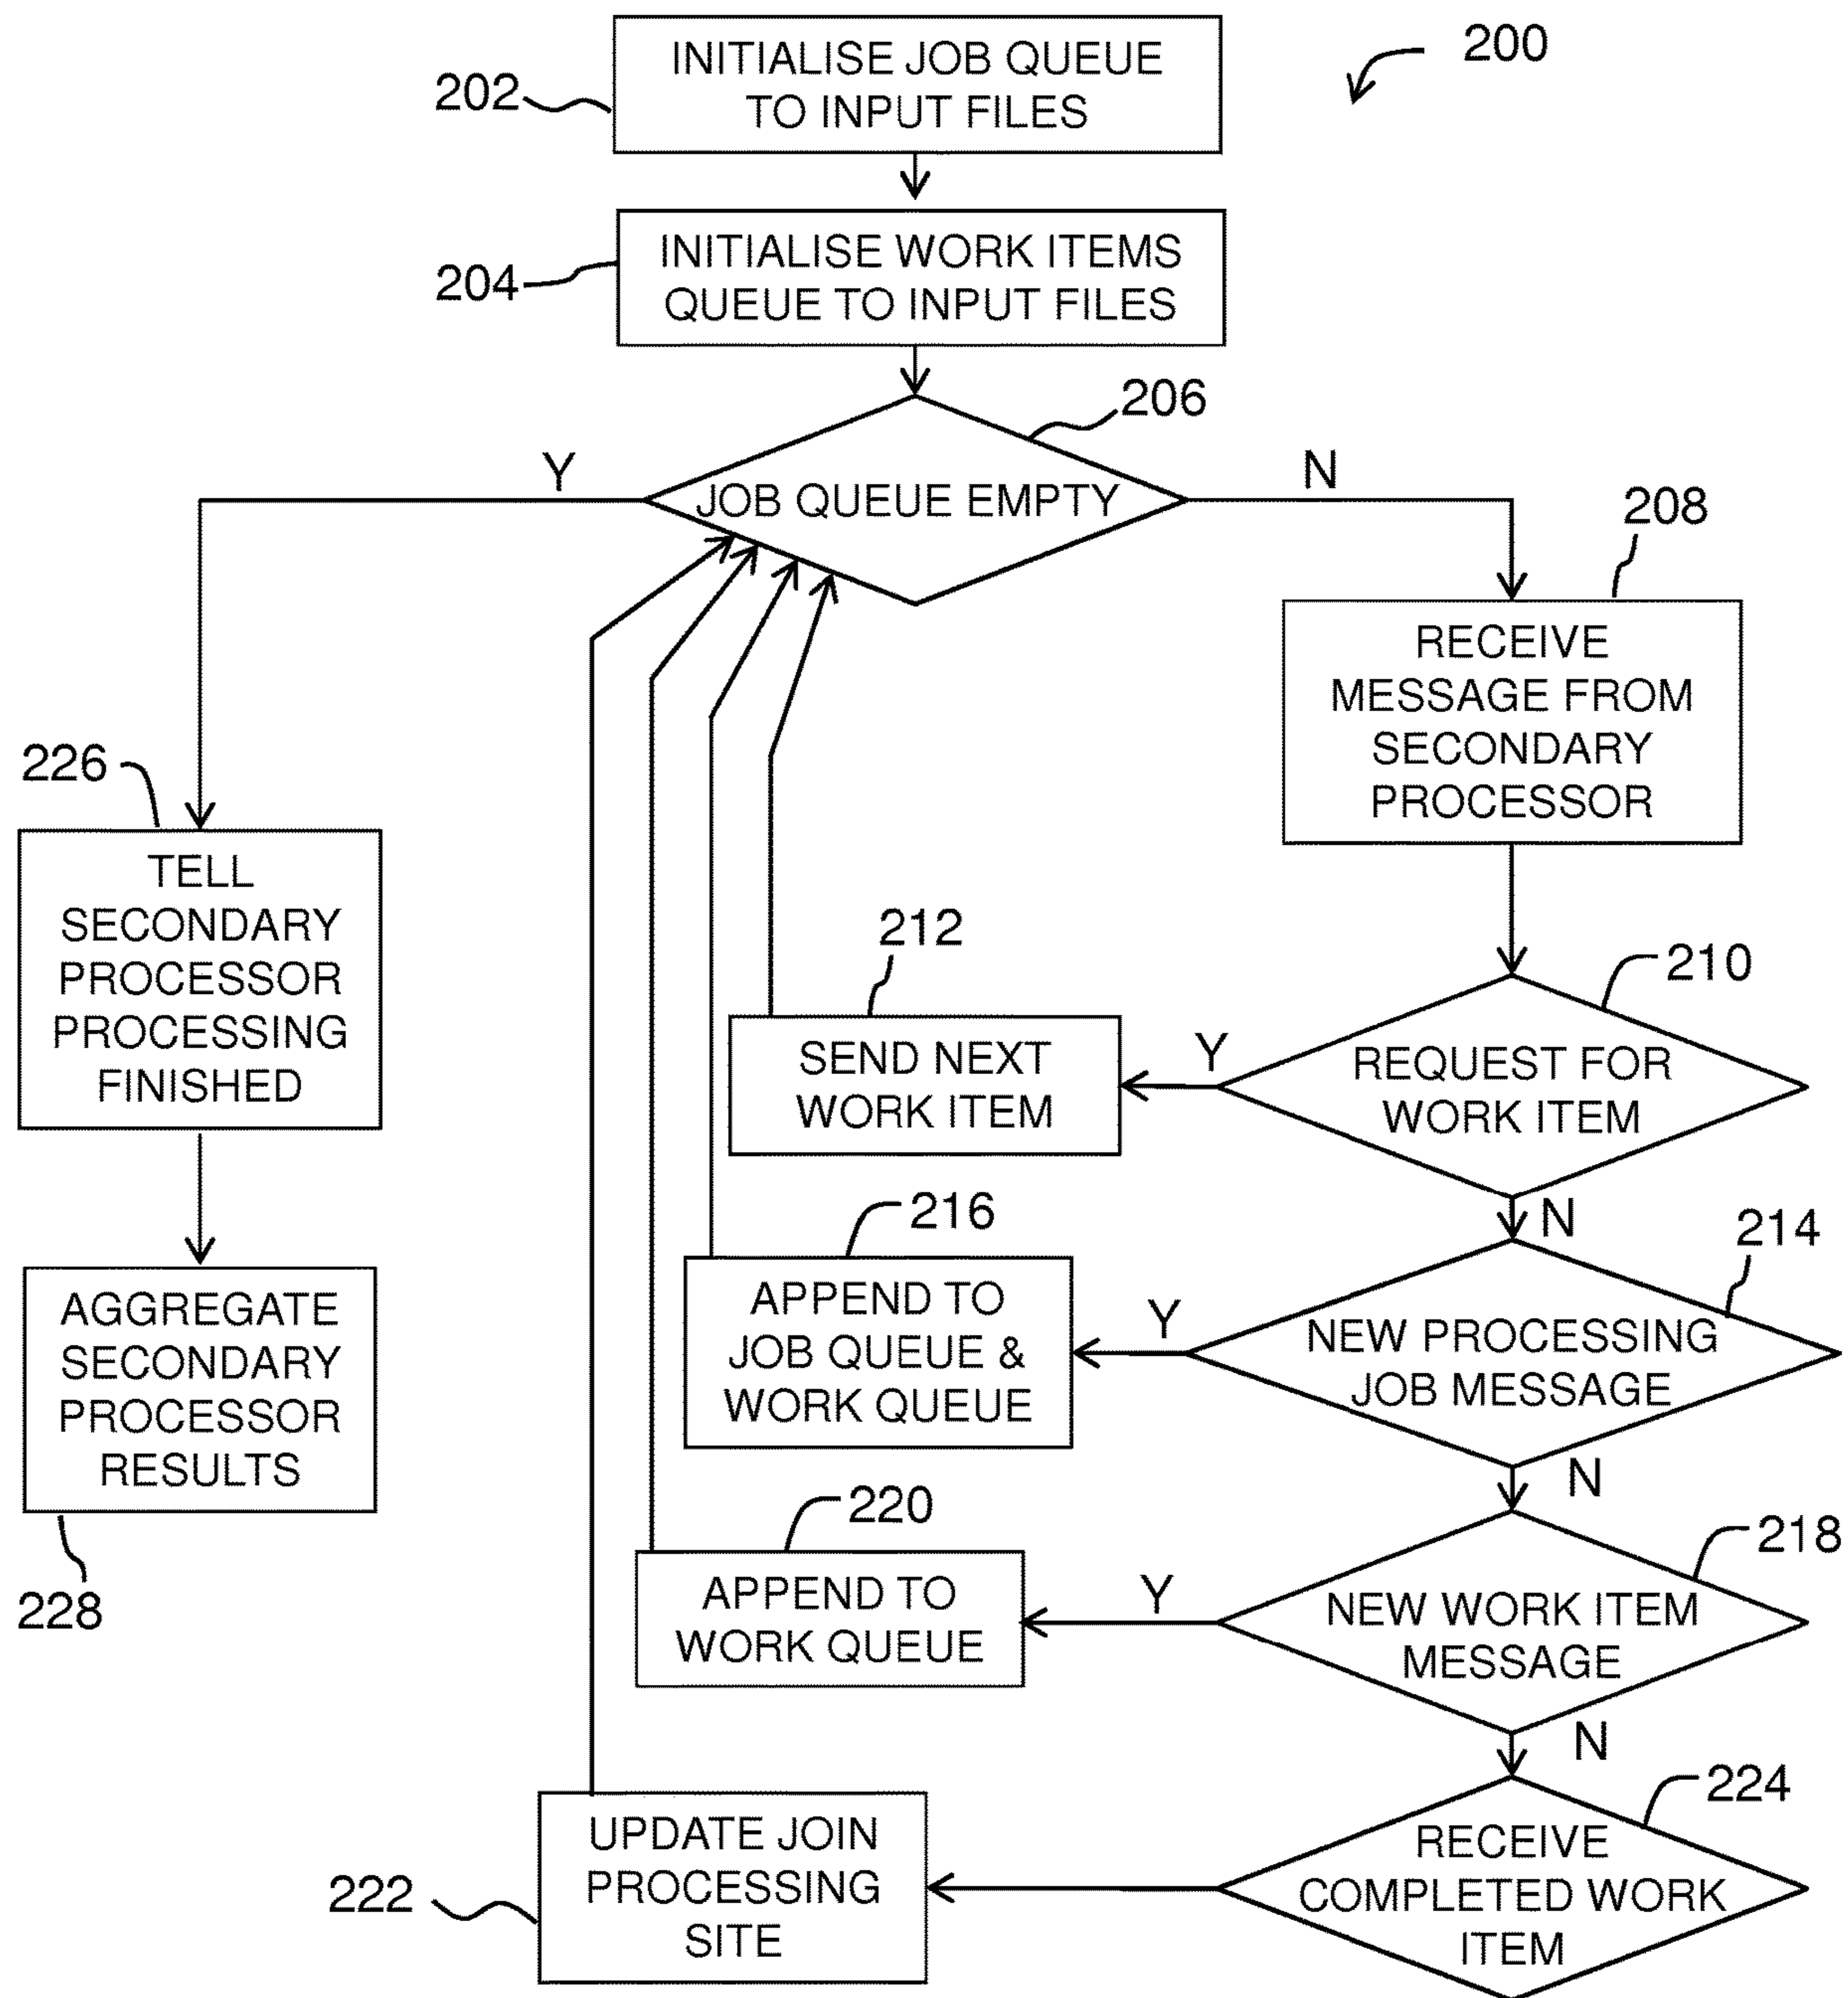 200
INITIALISE JOB QUEUE
TO INPUT FILES
202
INITIALISE WORK ITEMS
QUEUE TO INPUT FILES
204
206
JOB QUEUE EMPTY
Y
N
208
RECEIVE
MESSAGE FROM
SECONDARY
PROCESSOR
226
TELL
SECONDARY
PROCESSOR
PROCESSING
FINISHED
212
SEND NEXT
WORK ITEM
Y
210
REQUEST FOR
WORK ITEM
N
216
APPEND TO
JOB QUEUE &
WORK QUEUE
Y
214
NEW PROCESSING
JOB MESSAGE
N
AGGREGATE
SECONDARY
PROCESSOR
RESULTS
228
220
APPEND TO
WORK QUEUE
Y
218
NEW WORK ITEM
MESSAGE
N
222
UPDATE JOIN
PROCESSING
SITE
224
RECEIVE
COMPLETED WORK
ITEM